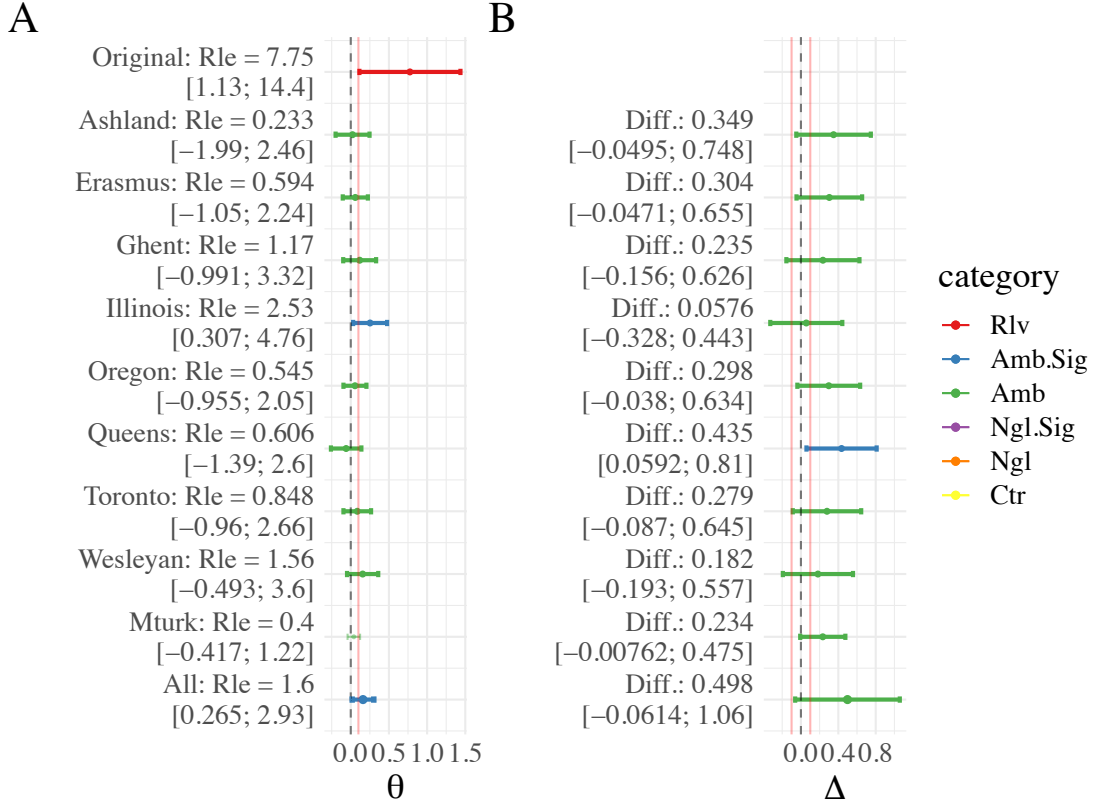 A
Original: Rle = 7.75
[1.13; 14.4]
Ashland: Rle = 0.233
[−1.99; 2.46]
Erasmus: Rle = 0.594
[−1.05; 2.24]
Ghent: Rle = 1.17
[−0.991; 3.32]
Illinois: Rle = 2.53
[0.307; 4.76]
Oregon: Rle = 0.545
[−0.955; 2.05]
Queens: Rle = 0.606
[−1.39; 2.6]
Toronto: Rle = 0.848
[−0.96; 2.66]
Wesleyan: Rle = 1.56
[−0.493; 3.6]
Mturk: Rle = 0.4
[−0.417; 1.22]
All: Rle = 1.6
[0.265; 2.93]
0.0 0.5 1.0 1.5
θ
B
Diff.: 0.349
[−0.0495; 0.748]
Diff.: 0.304
[−0.0471; 0.655]
Diff.: 0.235
[−0.156; 0.626]
Diff.: 0.0576
[−0.328; 0.443]
Diff.: 0.298
[−0.038; 0.634]
Diff.: 0.435
[0.0592; 0.81]
Diff.: 0.279
[−0.087; 0.645]
Diff.: 0.182
[−0.193; 0.557]
Diff.: 0.234
[−0.00762; 0.475]
Diff.: 0.498
[−0.0614; 1.06]
0.0 0.4 0.8
Δ
category
Rlv
Amb.Sig
Amb
Ngl.Sig
Ngl
Ctr